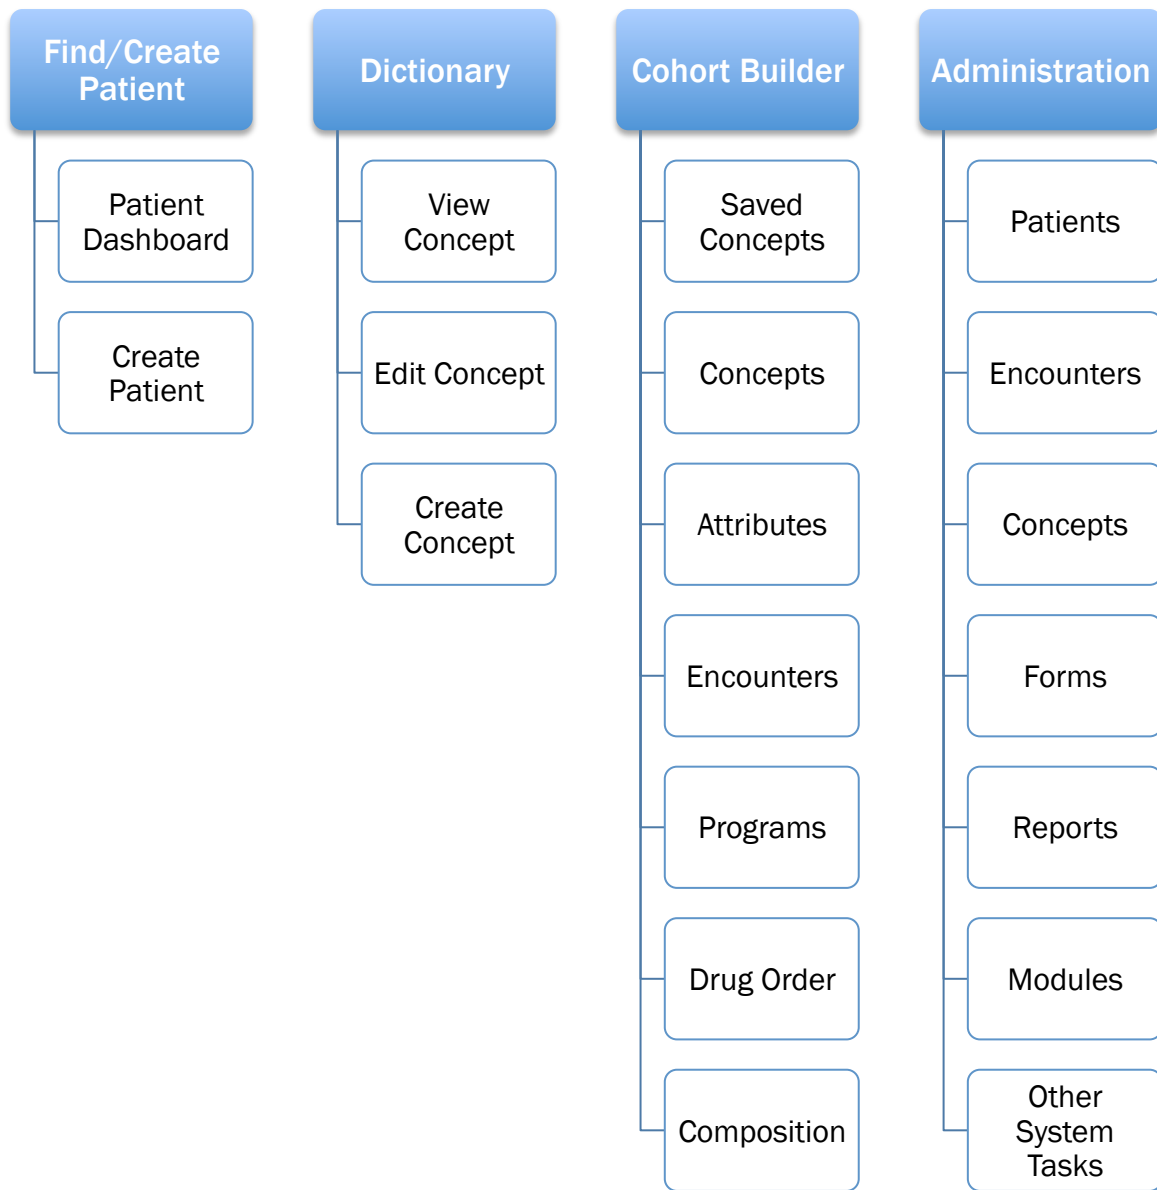 Find/Create
Patient
Patient
Dashboard
Create
Patient
Dictionary
View
Concept
Edit Concept
Create
Concept
Cohort Builder
Saved
Concepts
Concepts
Attributes
Encounters
Programs
Drug Order
Composition
Administration
Patients
Encounters
Concepts
Forms
Reports
Modules
Other
System
Tasks